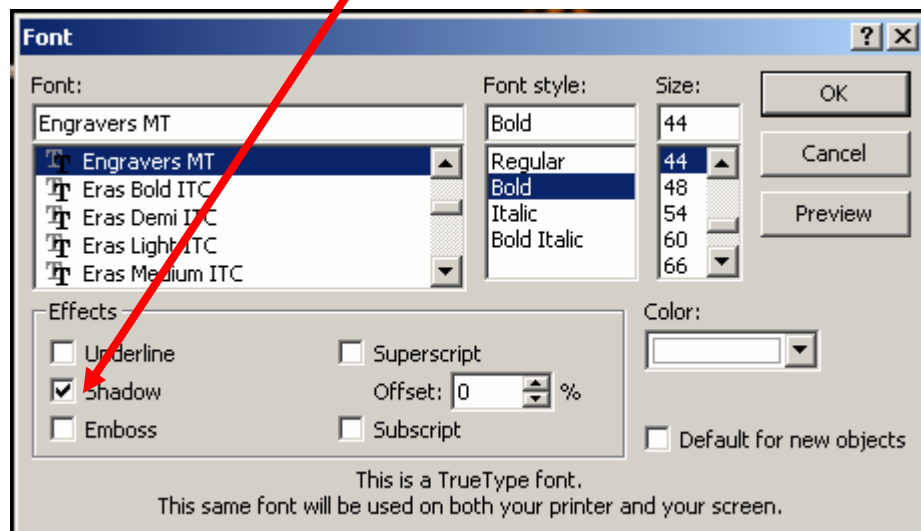 Font
Font: Font style: Size:
Engravers MT Bold 44
OK
Engravers MT Regular 44
Eras Bold ITC Bold 48
Eras Demi ITC Italic 54
Eras Light ITC Bold Italic 60
Eras Medium ITC 66
Cancel
Preview
Effects
Underline Superscript
Shadow Offset: 0 %
Emboss Subscript
Color:
Default for new objects
This is a TrueType font.
This same font will be used on both your printer and your screen.